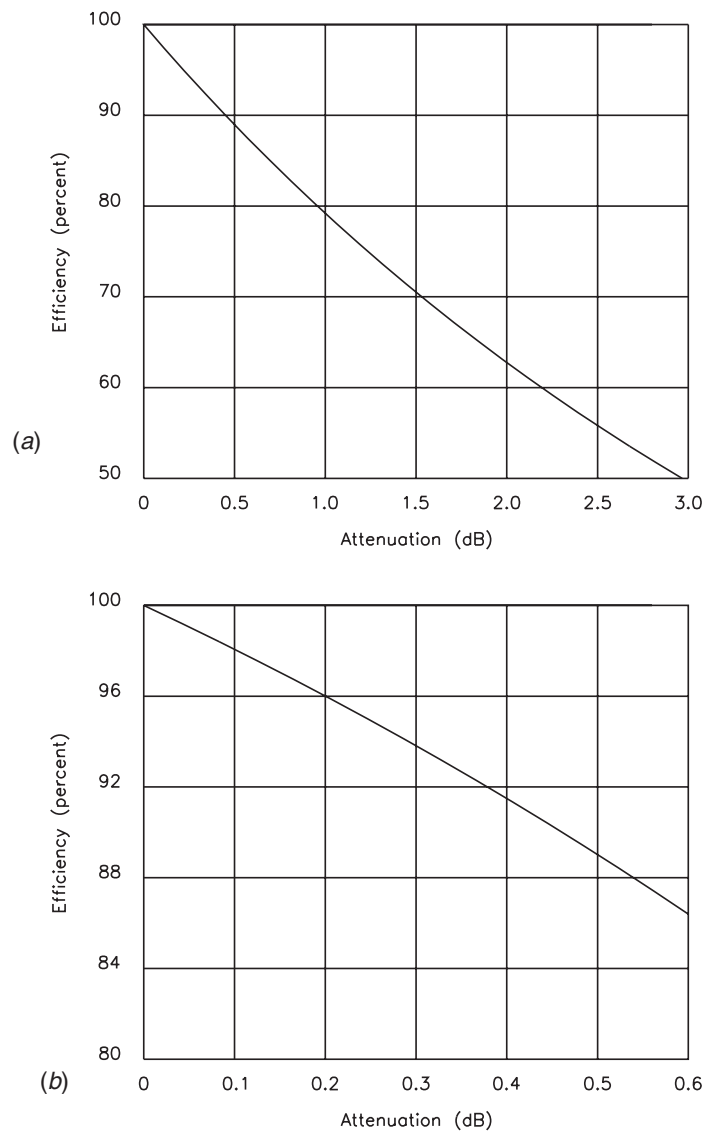 100
90
80
70
60
50
Efficiency (percent)
(a)
0 0.5 1.0 1.5 2.0 2.5 3.0
Attenuation (dB)
100
96
92
88
84
80
Efficiency (percent)
(b)
0 0.1 0.2 0.3 0.4 0.5 0.6
Attenuation (dB)